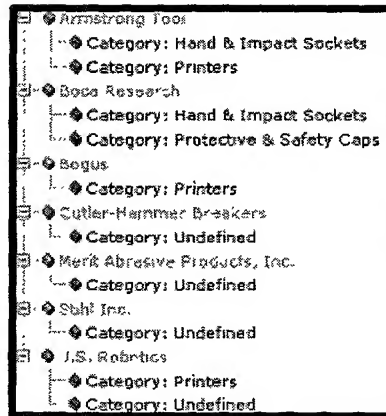 Armstrong Tool
Category: Hand & Impact Sockets
Category: Printers
Boca Research
Category: Hand & Impact Sockets
Category: Protective & Safety Caps
Bogus
Category: Printers
Cutler-Hammer Breakers
Category: Undefined
Merit Abrasive Products, Inc.
Category: Undefined
Inc.
Category: Undefined
J.S. Robotics
Category: Printers
Category: Undefined